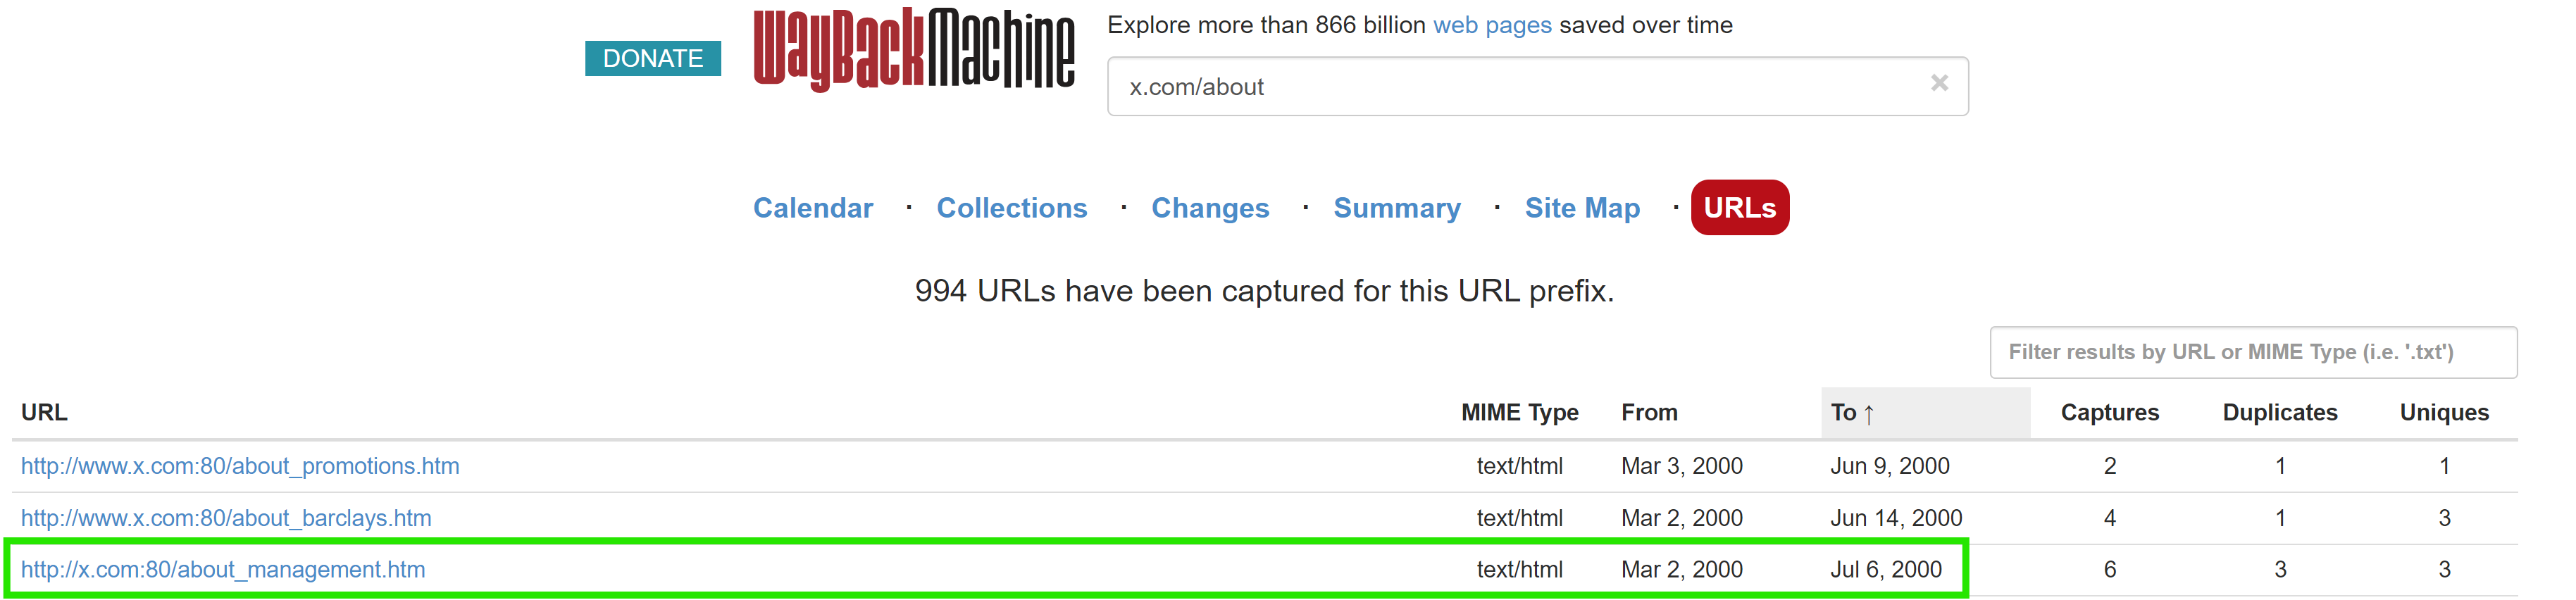 DONATE
WayBackMachine
Explore more than 866 billion web pages saved over time
x.com/about ×
Calendar · Collections · Changes · Summary · Site Map · URLs
994 URLs have been captured for this URL prefix.
Filter results by URL or MIME Type (i.e. '.txt')
URL MIME Type From To ↑ Captures Duplicates Uniques
http://www.x.com:80/about_promotions.htm text/html Mar 3, 2000 Jun 9, 2000 2 1 1
http://www.x.com:80/about_barclays.htm text/html Mar 2, 2000 Jun 14, 2000 4 1 3
http://x.com:80/about_management.htm text/html Mar 2, 2000 Jul 6, 2000 6 3 3